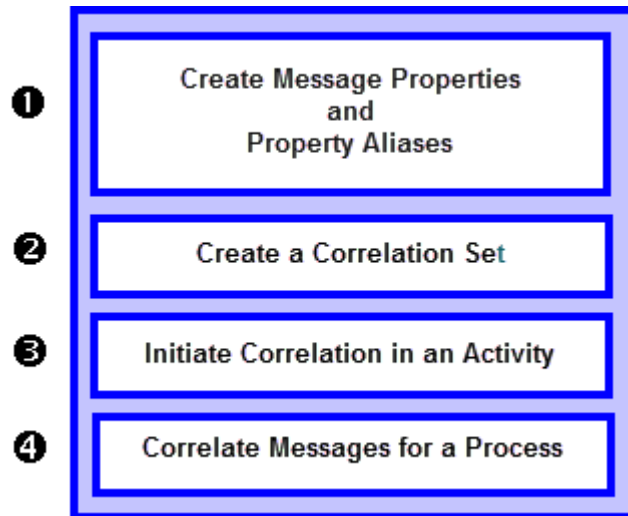 ❶
Create Message Properties
and
Property Aliases
❷
Create a Correlation Set
❸
Initiate Correlation in an Activity
❹
Correlate Messages for a Process